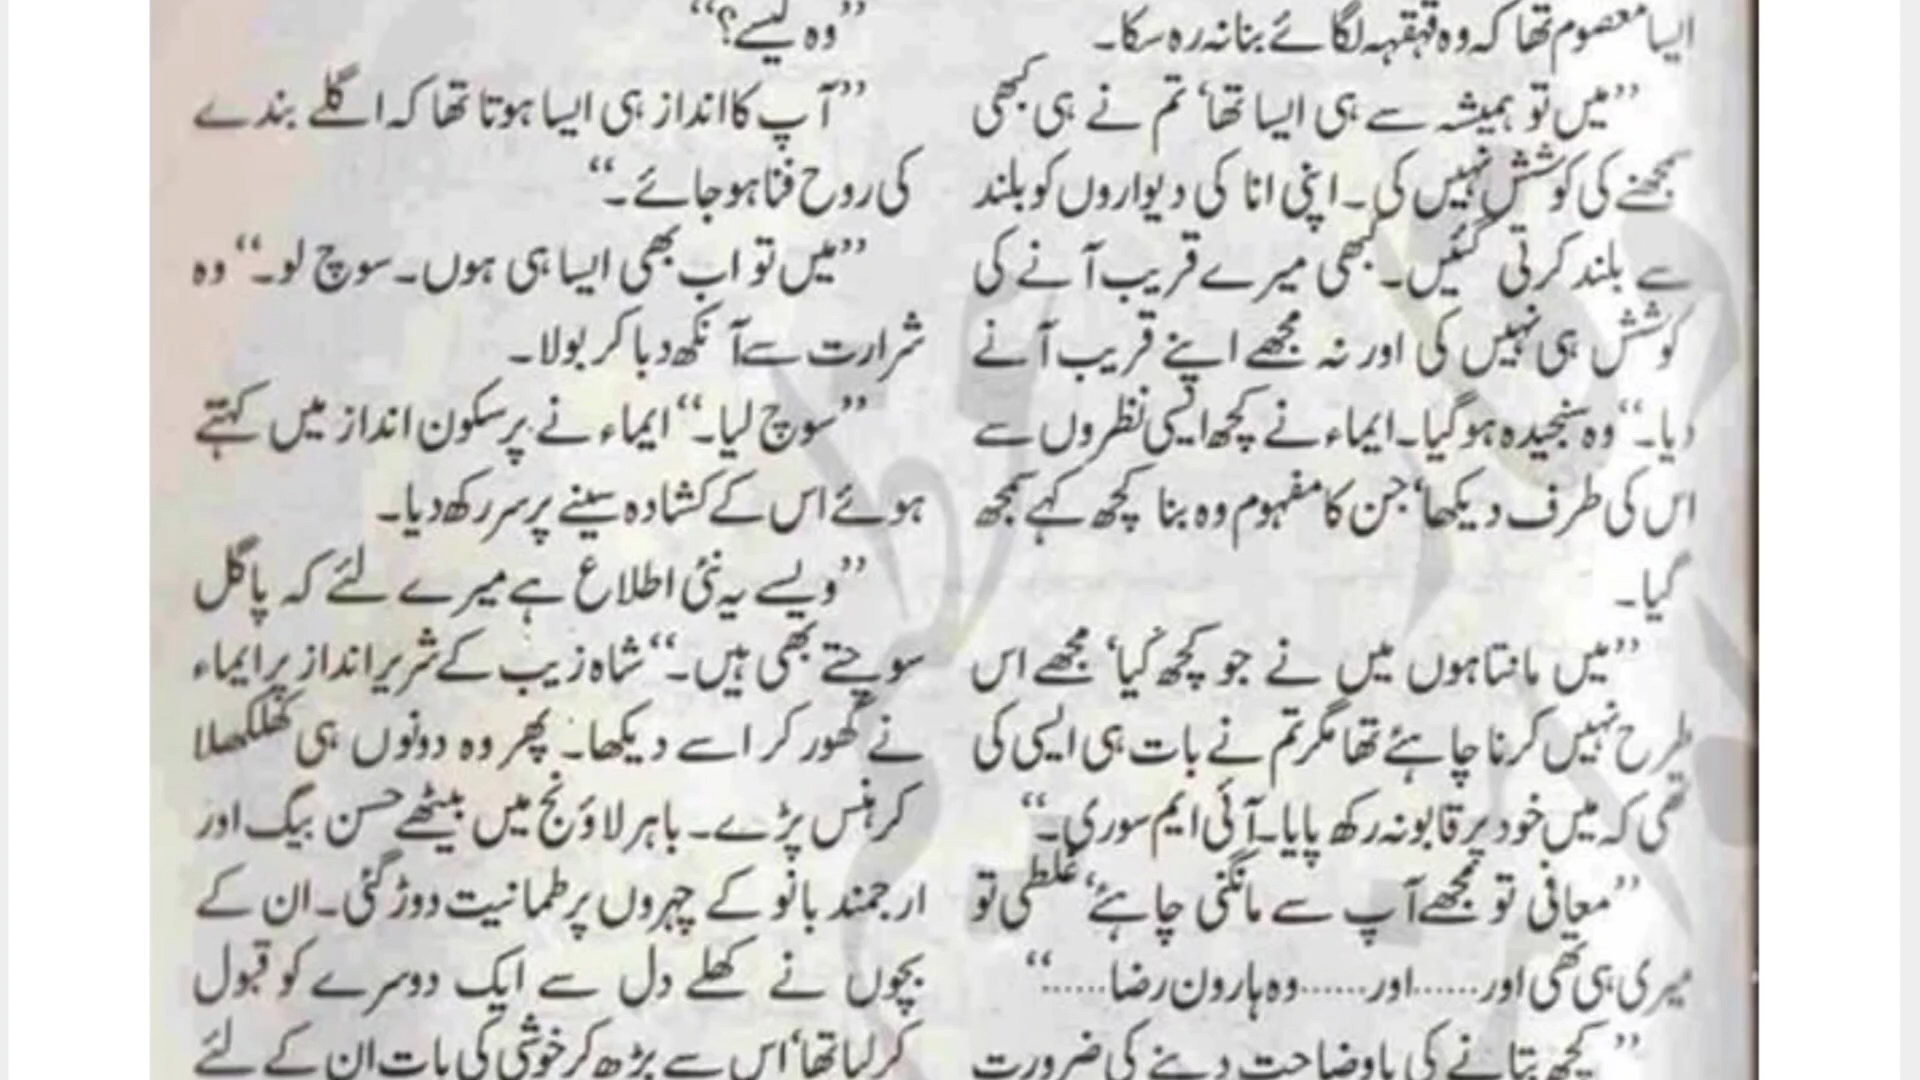 ایسا معصوم تھا کہ وہ قہقہہ لگائے بنا نہ رہ سکا۔
’’میں تو ہمیشہ سے ہی ایسا تھا‘ تم نے ہی کبھی
سمجھنے کی کوشش نہیں کی۔ اپنی انا کی دیواروں کو بلند
سے بلند کرتی گئیں۔ کبھی میرے قریب آنے کی
کوشش ہی نہیں کی اور نہ مجھے اپنے قریب آنے
دیا۔‘‘ وہ سنجیدہ ہوگیا۔ ایماء نے کچھ ایسی نظروں سے
اس کی طرف دیکھا‘ جن کا مفہوم وہ بنا کچھ کہے سمجھ
گیا۔
’’میں مانتا ہوں میں نے جو کچھ کیا‘ مجھے اس
طرح نہیں کرنا چاہئے تھا مگر تم نے بات ہی ایسی کی
تھی کہ میں خود پر قابو نہ رکھ پایا۔ آئی ایم سوری۔‘‘
’’معافی تو مجھے آپ سے مانگنی چاہئے‘ غلطی تو
میری ہی تھی اور......اور......وہ ہارون رضا......‘‘
’’کچھ بتانے کی یا وضاحت دینے کی ضرورت
’’وہ کیسے؟‘‘
’’آپ کا انداز ہی ایسا ہوتا تھا کہ اگلے بندے
کی روح فنا ہوجائے۔‘‘
’’میں تو اب بھی ایسا ہی ہوں۔ سوچ لو۔‘‘ وہ
شرارت سے آنکھ دبا کر بولا۔
’’سوچ لیا۔‘‘ ایماء نے پرسکون انداز میں کہتے
ہوئے اس کے کشادہ سینے پر سر رکھ دیا۔
’’ویسے یہ نئی اطلاع ہے میرے لئے کہ پاگل
سوچتے بھی ہیں۔‘‘ شاہ زیب کے شریر انداز پر ایماء
نے گھور کر اسے دیکھا۔ پھر وہ دونوں ہی کھلکھلا
کر ہنس پڑے۔ باہر لاؤنج میں بیٹھے حسن بیگ اور
ارجمند بانو کے چہروں پر طمانیت دوڑ گئی۔ ان کے
بچوں نے کھلے دل سے ایک دوسرے کو قبول
کرلیا تھا‘ اس سے بڑھ کر خوشی کی بات ان کے لئے